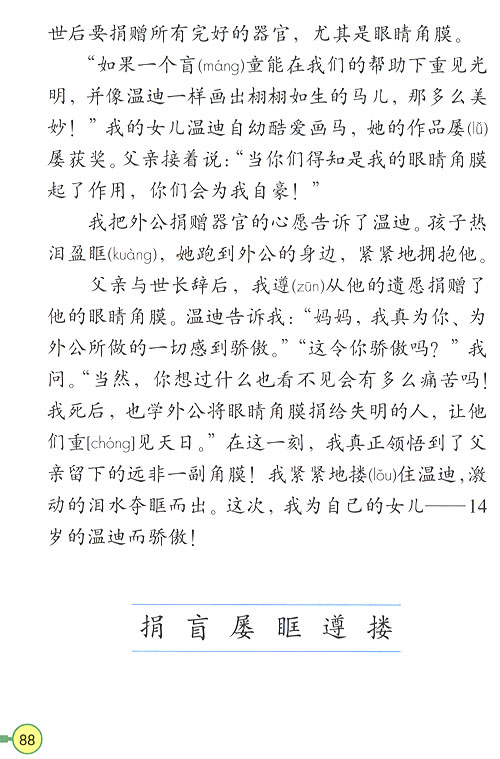 世后要捐赠所有完好的器官，尤其是眼睛角膜。
“如果一个盲(máng)童能在我们的帮助下重见光
明，并像温迪一样画出栩栩如生的马儿，那多么美
妙！”我的女儿温迪自幼酷爱画马，她的作品屡(lǚ)
屡获奖。父亲接着说：“当你们得知是我的眼睛角膜
起了作用，你们会为我自豪！”
我把外公捐赠器官的心愿告诉了温迪。孩子热
泪盈眶(kuàng)，她跑到外公的身边，紧紧地拥抱他。
父亲与世长辞后，我遵(zūn)从他的遗愿捐赠了
他的眼睛角膜。温迪告诉我：“妈妈，我真为你、为
外公所做的一切感到骄傲。”“这令你骄傲吗？”我
问。“当然，你想过什么也看不见会有多么痛苦吗！
我死后，也学外公将眼睛角膜捐给失明的人，让他
们重[chóng]见天日。”在这一刻，我真正领悟到了父
亲留下的远非一副角膜！我紧紧地搂(lǒu)住温迪，激
动的泪水夺眶而出。这次，我为自己的女儿——14
岁的温迪而骄傲！
捐 盲 屡 眶 遵 搂
88